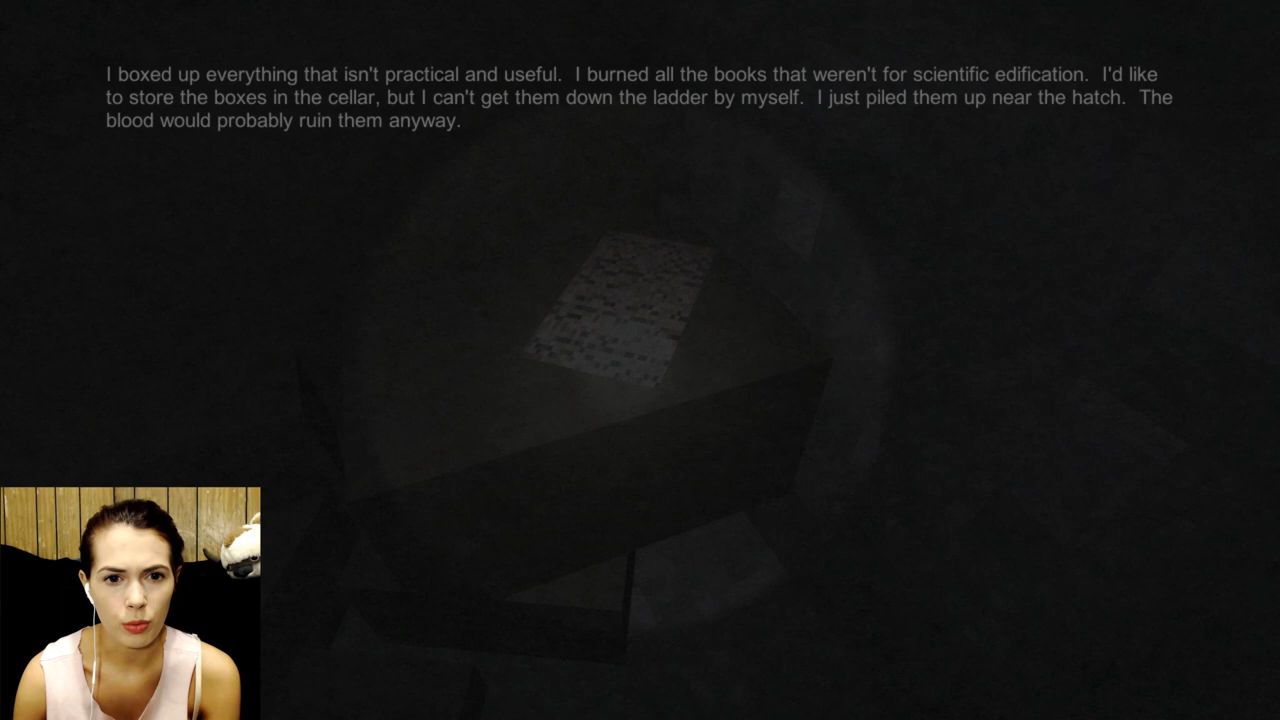 I boxed up everything that isn't practical and useful.  I burned all the books that weren't for scientific edification.  I'd like
to store the boxes in the cellar, but I can't get them down the ladder by myself.  I just piled them up near the hatch.  The
blood would probably ruin them anyway.